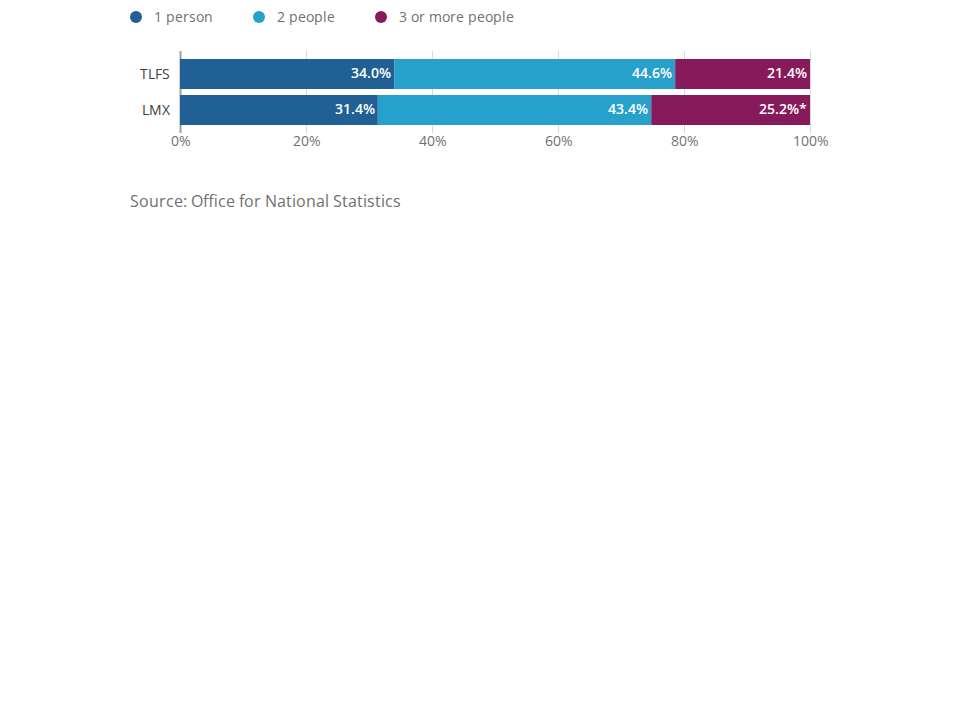 1 person 2 people 3 or more people
TLFS 34.0% 44.6% 21.4%
LMX 31.4% 43.4% 25.2%*
0% 20% 40% 60% 80% 100%
Source: Office for National Statistics